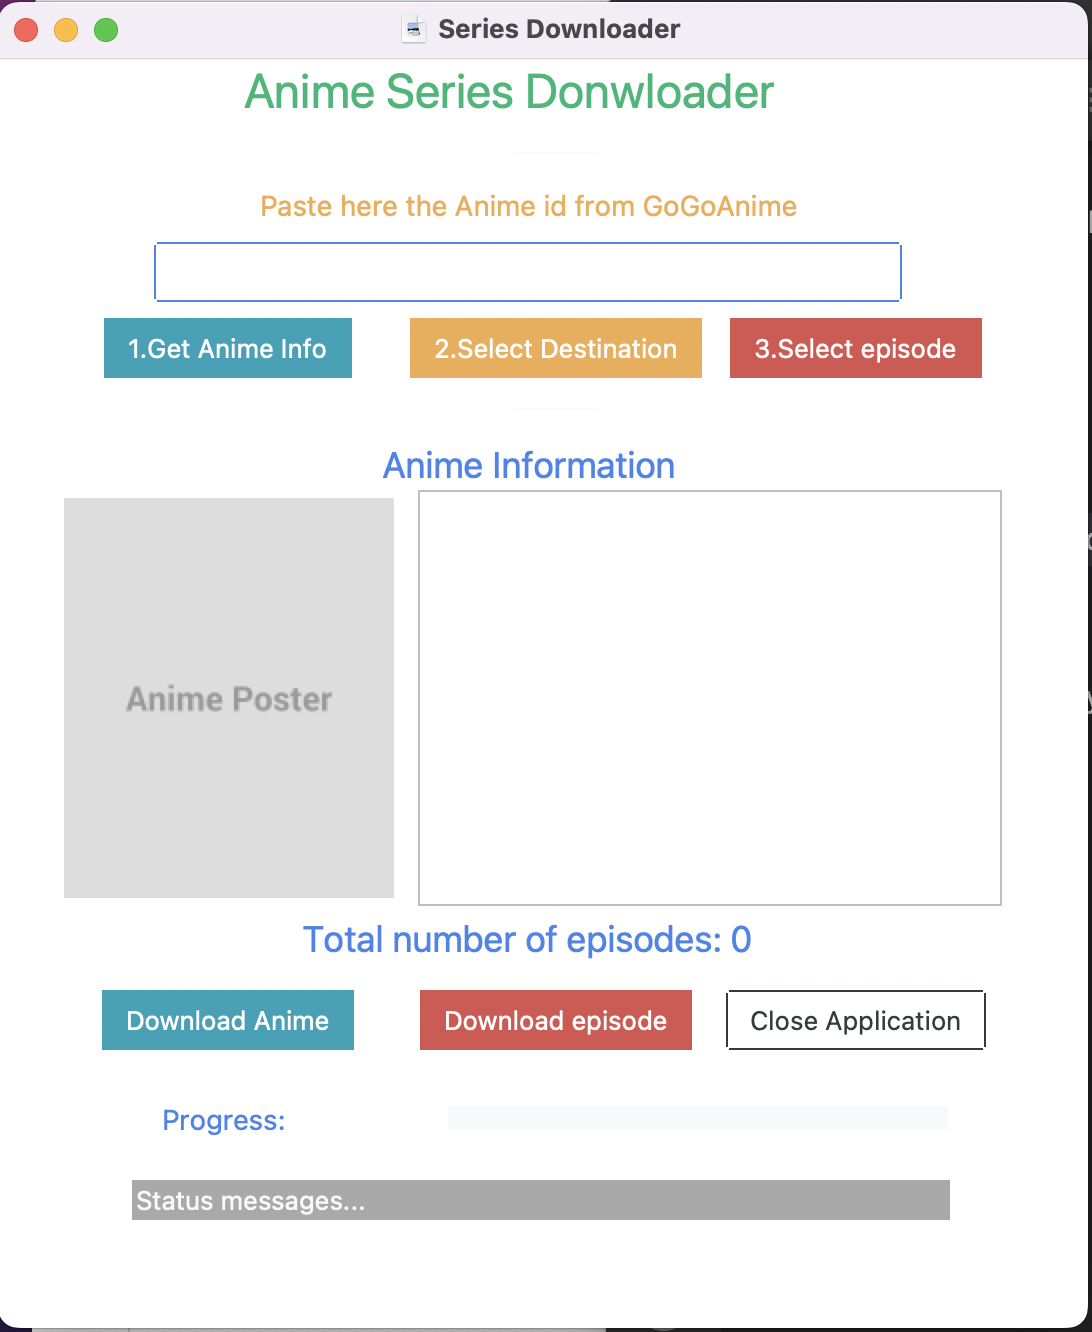 Series Downloader
Anime Series Donwloader
Paste here the Anime id from GoGoAnime
1.Get Anime Info
2.Select Destination
3.Select episode
Anime Information
Anime Poster
Total number of episodes: 0
Download Anime
Download episode
Close Application
Progress:
Status messages...